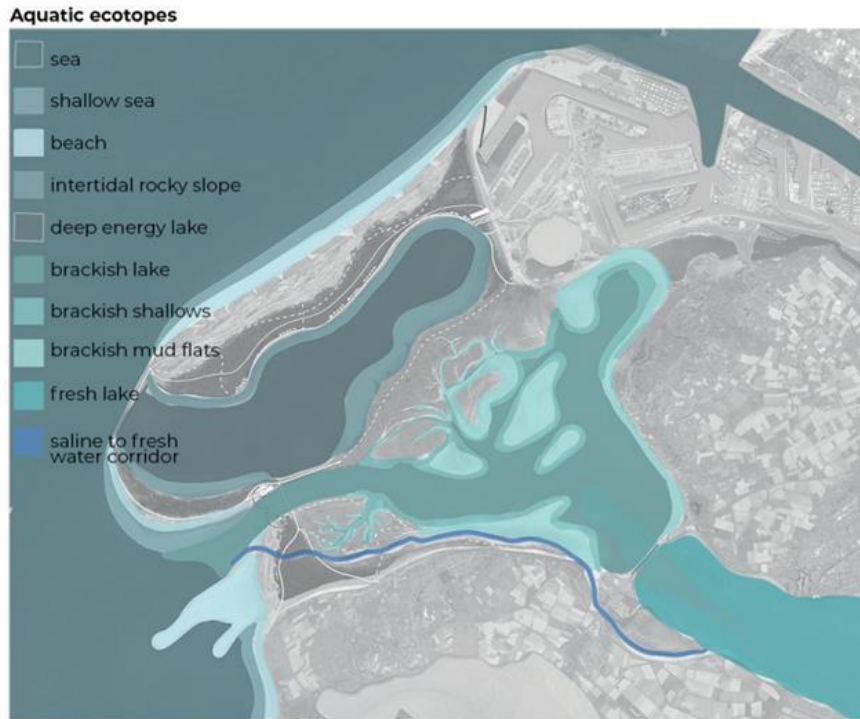 Aquatic ecotopes
sea
shallow sea
beach
intertidal rocky slope
deep energy lake
brackish lake
brackish shallows
brackish mud flats
fresh lake
saline to fresh
water corridor